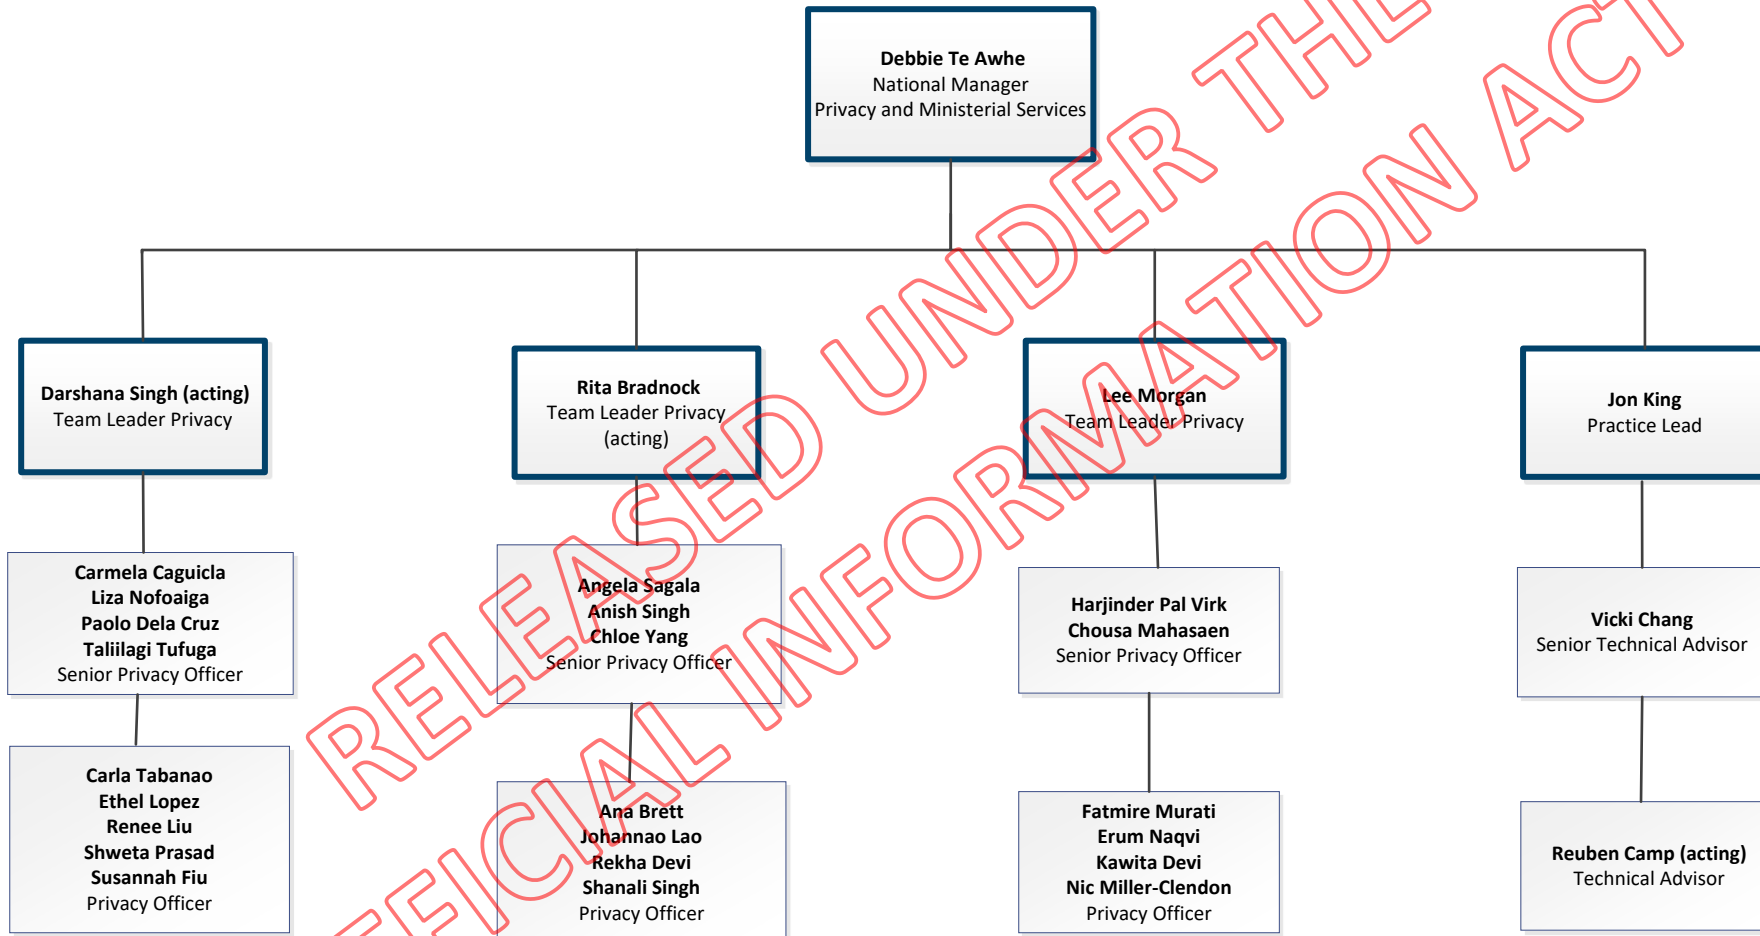 Debbie Te Awhe
National Manager
Privacy and Ministerial Services
Darshana Singh (acting)
Team Leader Privacy
Rita Bradnock
Team Leader Privacy
(acting)
Lee Morgan
Team Leader Privacy
Jon King
Practice Lead
Carmela Caguicla
Liza Nofoaiga
Paolo Dela Cruz
Taliilagi Tufuga
Senior Privacy Officer
Angela Sagala
Anish Singh
Chloe Yang
Senior Privacy Officer
Harjinder Pal Virk
Chousa Mahasaen
Senior Privacy Officer
Vicki Chang
Senior Technical Advisor
Carla Tabanao
Ethel Lopez
Renee Liu
Shweta Prasad
Susannah Fiu
Privacy Officer
Ana Brett
Johannao Lao
Rekha Devi
Shanali Singh
Privacy Officer
Fatmire Murati
Erum Naqvi
Kawita Devi
Nic Miller-Clendon
Privacy Officer
Reuben Camp (acting)
Technical Advisor
RELEASED UNDER THE
OFFICIAL INFORMATION ACT